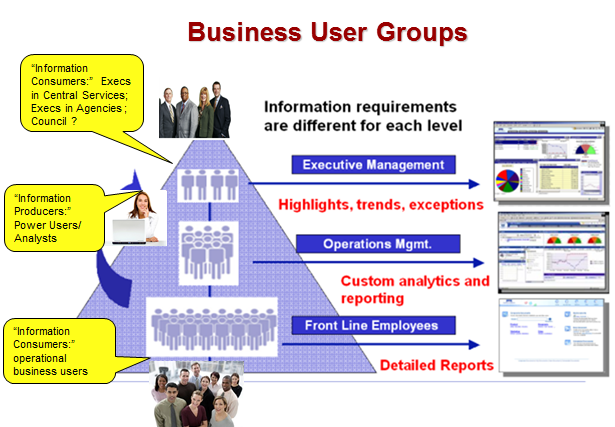 Business User Groups
“Information
Consumers:” Execs
in Central Services;
Execs in Agencies ;
Council ?
Information requirements
are different for each level
Executive Management
Highlights, trends, exceptions
“Information
Producers:”
Power Users/
Analysts
Operations Mgmt.
Custom analytics and
reporting
“Information
Consumers:”
operational
business users
Front Line Employees
Detailed Reports